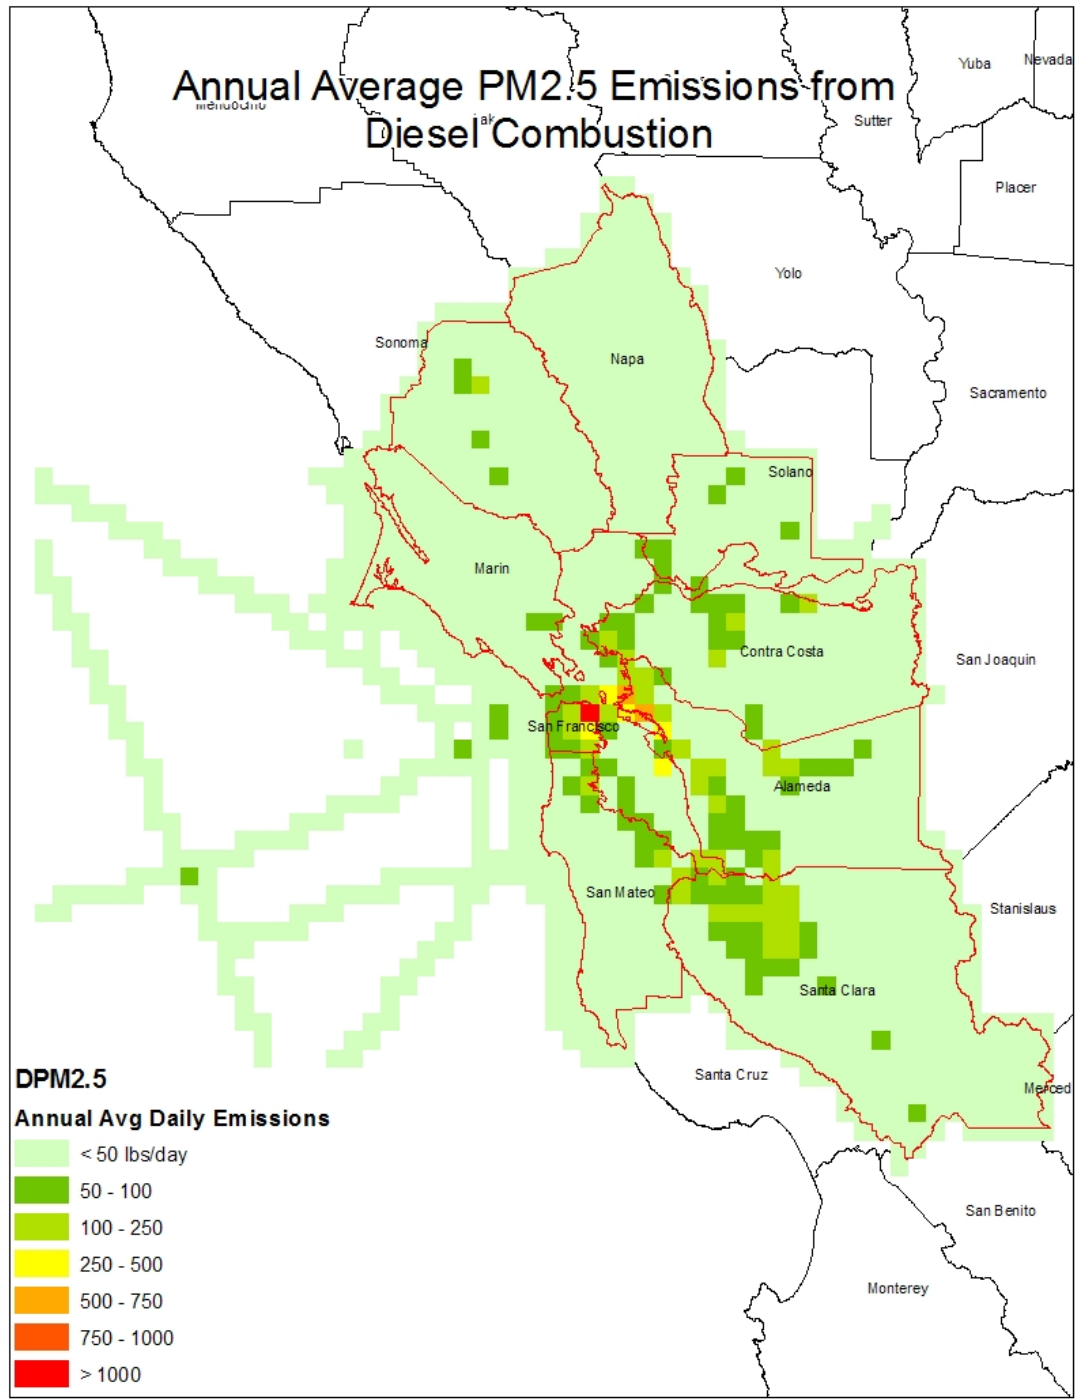 Annual Average PM2.5 Emissions from
Diesel Combustion
Yuba
Nevada
Sutter
Placer
Yolo
Sonoma
Napa
Sacramento
Solano
Marin
Contra Costa
San Joaquin
San Francisco
Alameda
San Mateo
Stanislaus
Santa Clara
Santa Cruz
Merced
San Benito
Monterey
DPM2.5
Annual Avg Daily Emissions
< 50 lbs/day
50 - 100
100 - 250
250 - 500
500 - 750
750 - 1000
> 1000